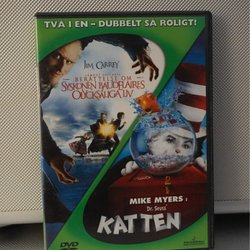 TVÅ I EN – DUBBELT SÅ ROLIGT!
JIM CARREY
BERÄTTELSE OM
SYSKONEN BAUDELAIRES
OLYCKSALIGA LIV
MIKE MYERS I
Dr. Seuss'
KATTEN
DVD